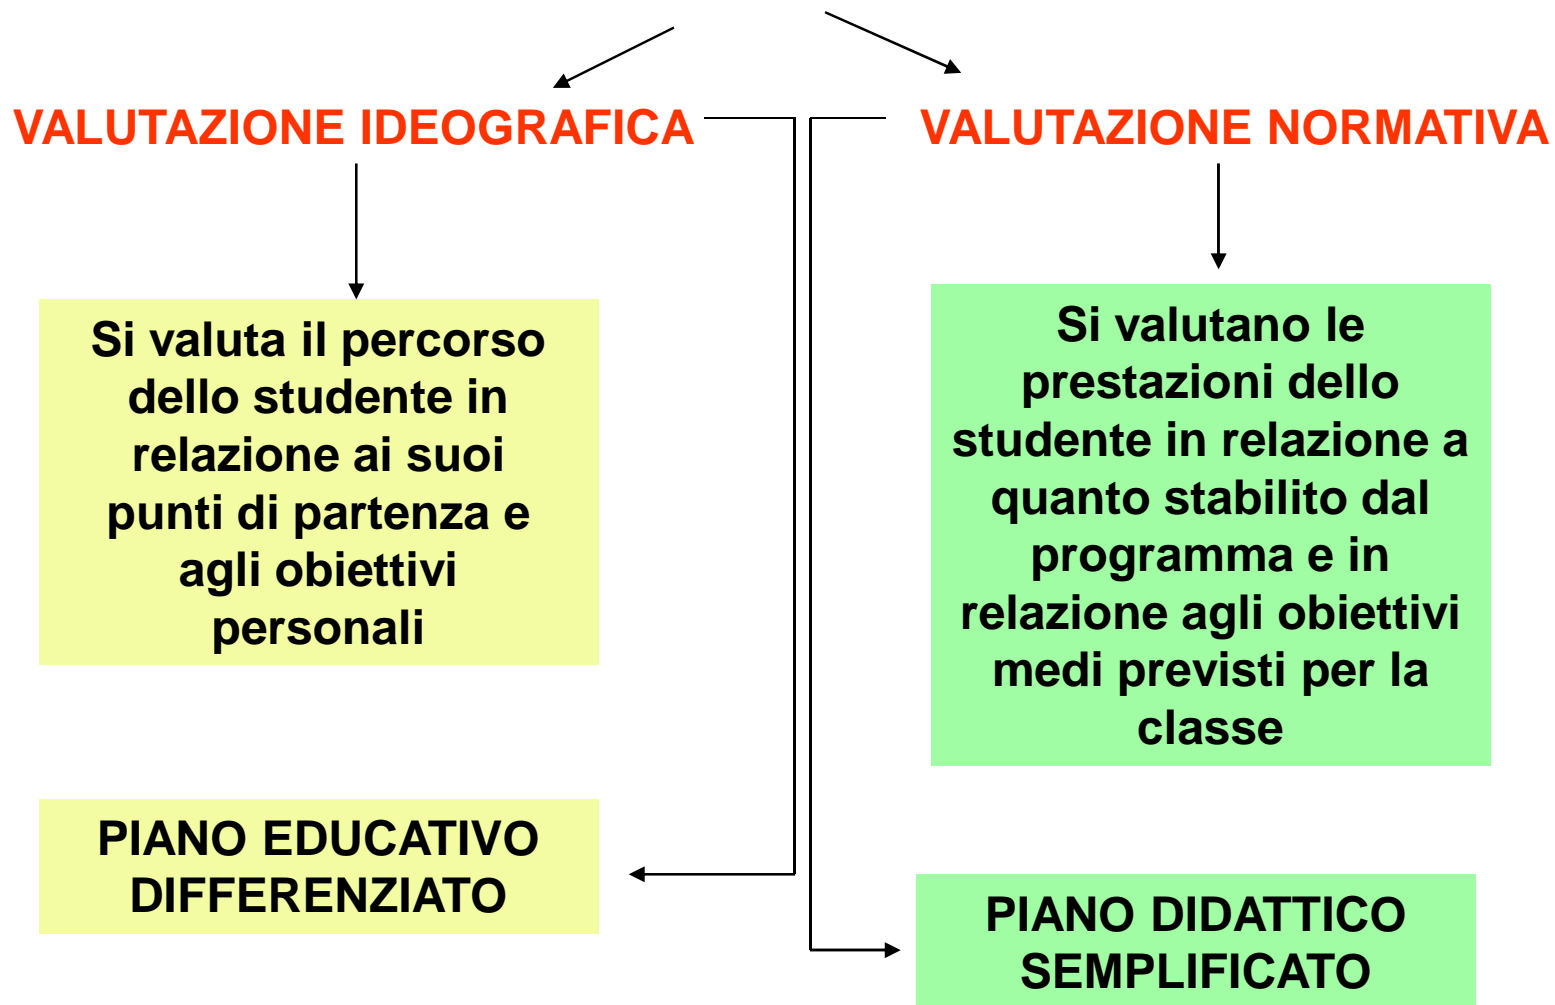 VALUTAZIONE IDEOGRAFICA
VALUTAZIONE NORMATIVA
Si valuta il percorso
dello studente in
relazione ai suoi
punti di partenza e
agli obiettivi
personali
Si valutano le
prestazioni dello
studente in relazione a
quanto stabilito dal
programma e in
relazione agli obiettivi
medi previsti per la
classe
PIANO EDUCATIVO
DIFFERENZIATO
PIANO DIDATTICO
SEMPLIFICATO